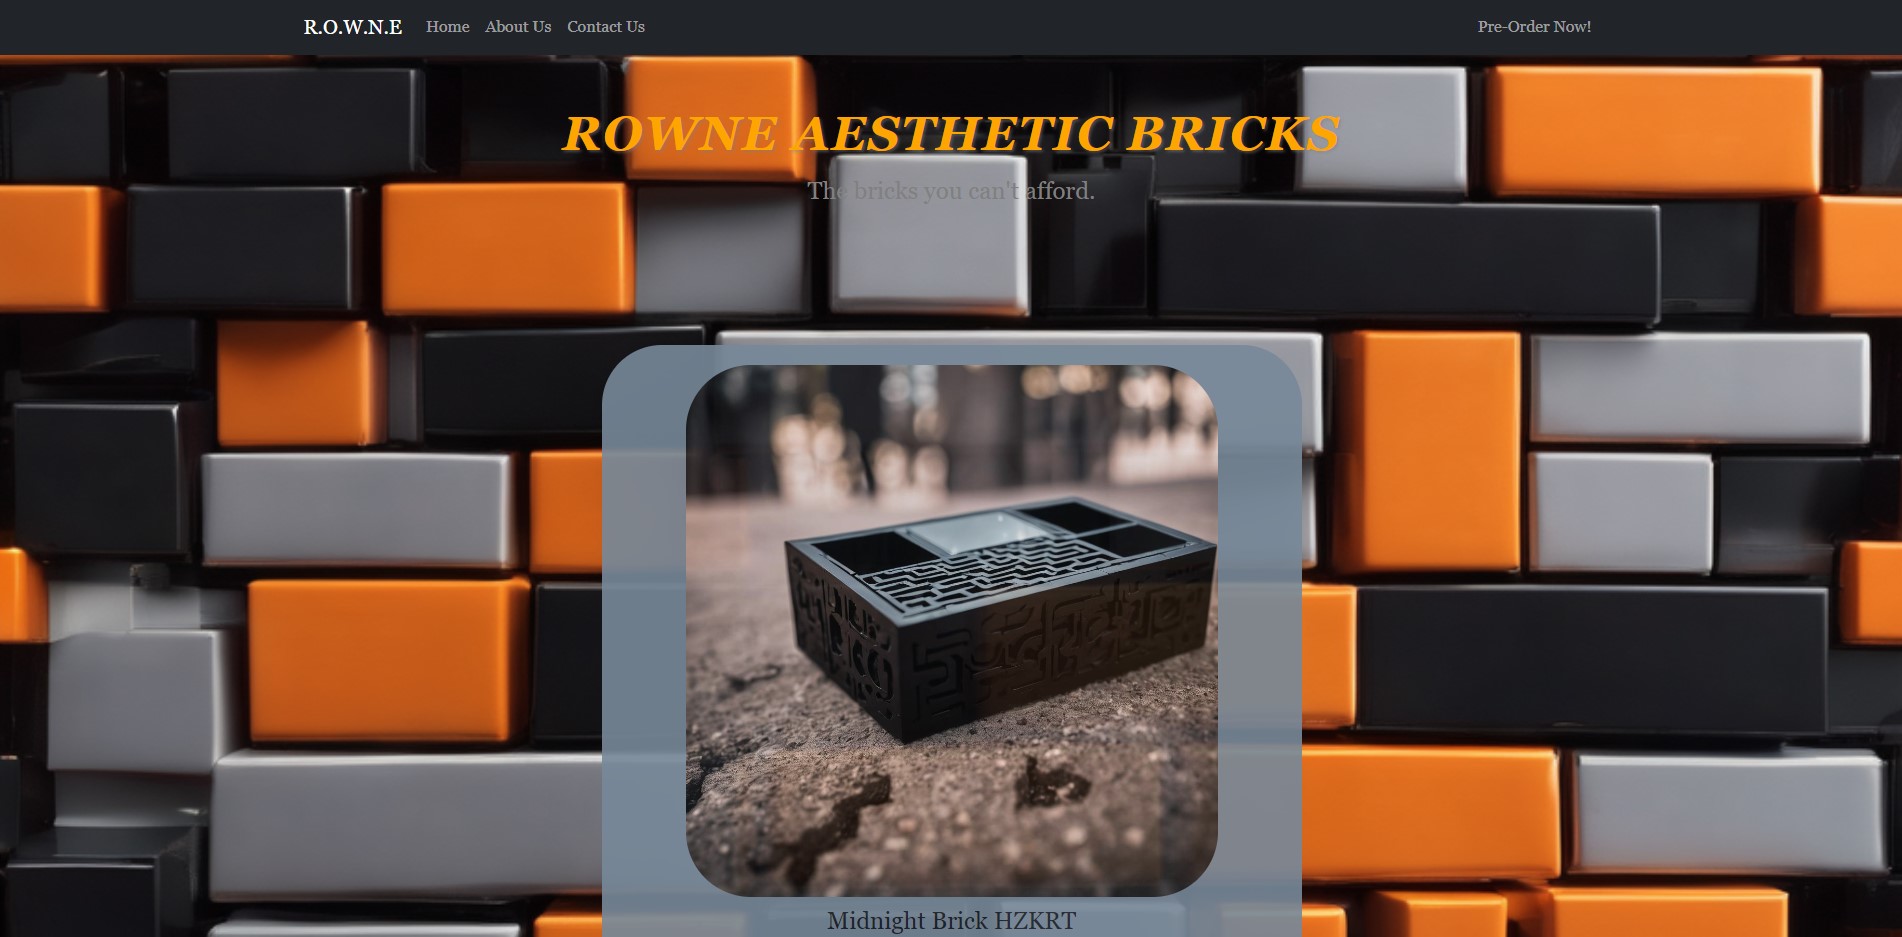 R.O.W.N.E Home About Us Contact Us Pre-Order Now!
ROWNE AESTHETIC BRICKS
The bricks you can't afford.
Midnight Brick HZKRT